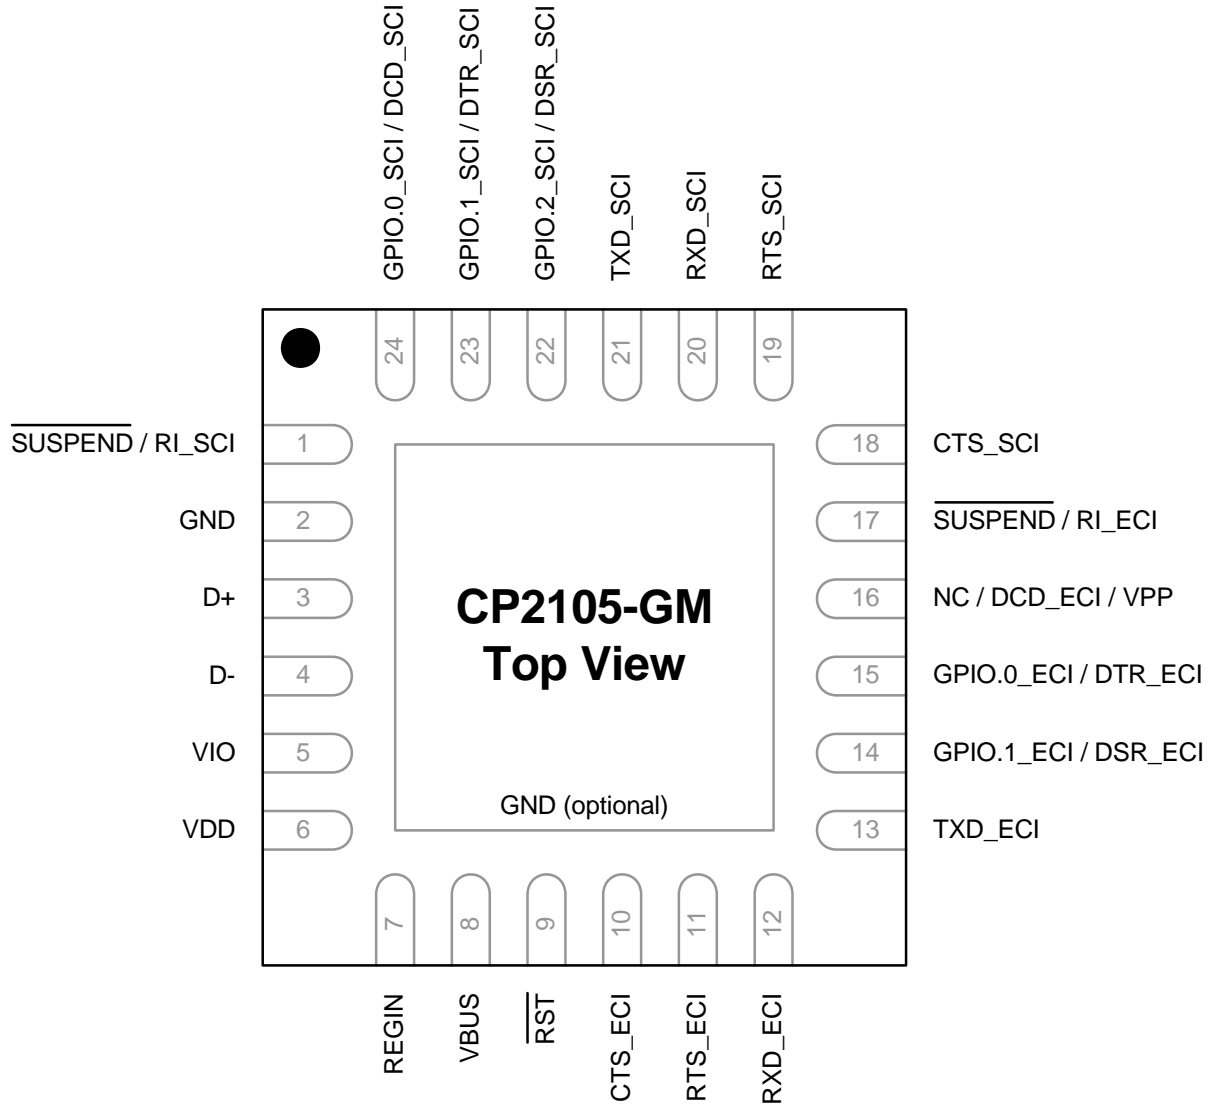 GPIO.0_SCI / DCD_SCI
GPIO.1_SCI / DTR_SCI
GPIO.2_SCI / DSR_SCI
TXD_SCI
RXD_SCI
RTS_SCI
24
23
22
21
20
19
SUSPEND / RI_SCI
1
18
CTS_SCI
GND
2
17
SUSPEND / RI_ECI
D+
3
16
NC / DCD_ECI / VPP
CP2105-GM
Top View
D-
4
15
GPIO.0_ECI / DTR_ECI
VIO
5
14
GPIO.1_ECI / DSR_ECI
GND (optional)
VDD
6
13
TXD_ECI
7
8
9
10
11
12
REGIN
VBUS
RST
CTS_ECI
RTS_ECI
RXD_ECI